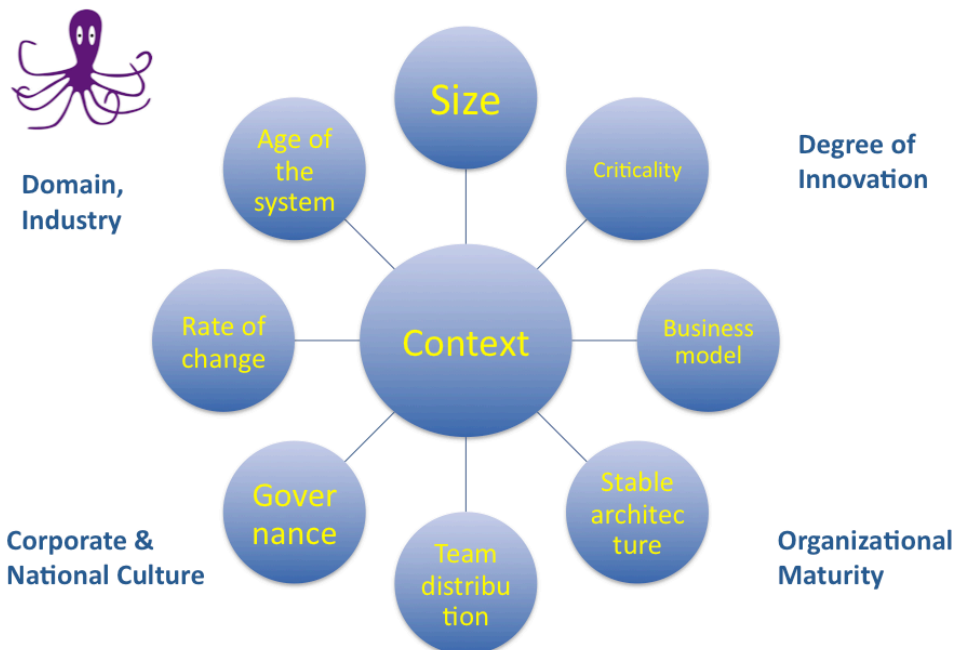 Size
Age of
the
system
Criticality
Degree of
Innovation
Domain,
Industry
Rate of
change
Context
Business
model
Gover
nance
Stable
architec
ture
Team
distribu
tion
Corporate &
National Culture
Organizational
Maturity